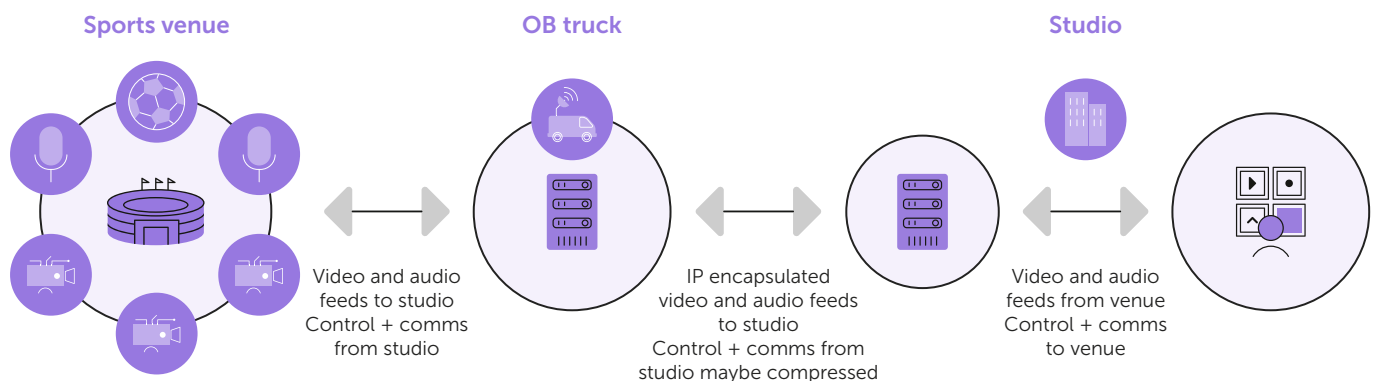 Sports venue
OB truck
Studio
Video and audio
feeds to studio
Control + comms
from studio
IP encapsulated
video and audio feeds
to studio
Control + comms from
studio maybe compressed
Video and audio
feeds from venue
Control + comms
to venue